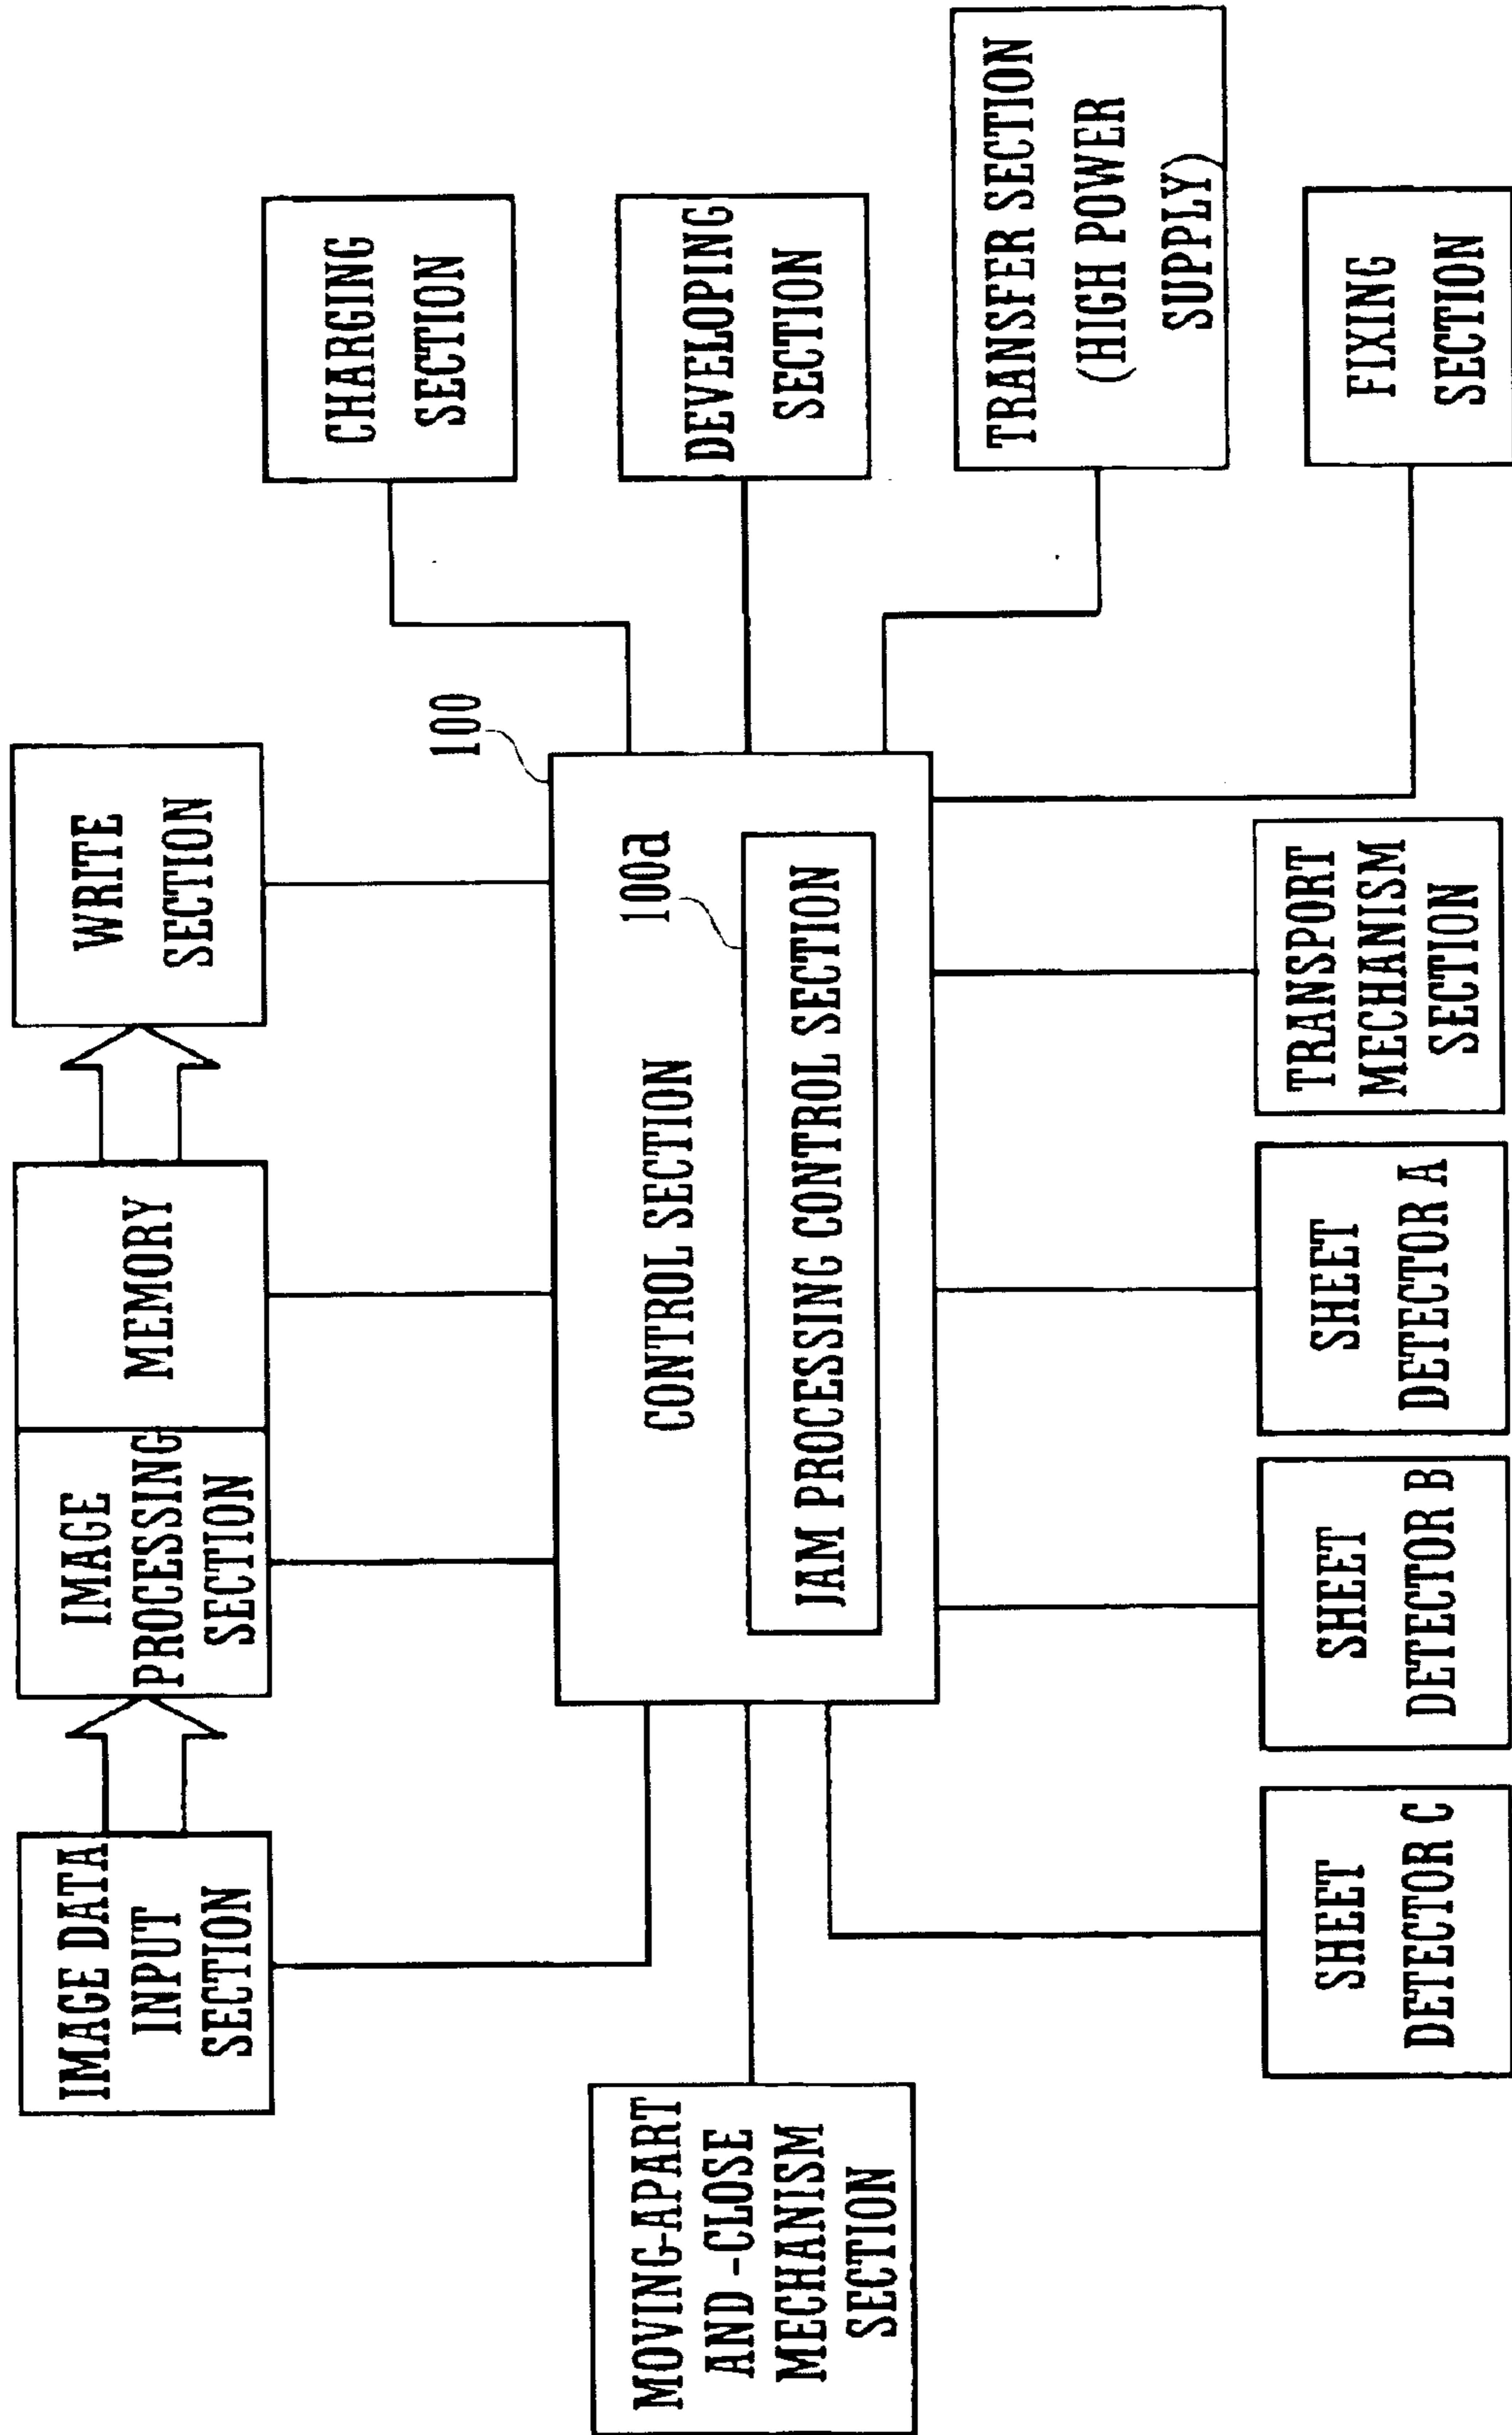 IMAGE DATA
INPUT
SECTION
IMAGE
PROCESSING
SECTION
MEMORY
WRITE
SECTION
100
CHARGING
SECTION
DEVELOPING
SECTION
TRANSFER SECTION
(HIGH POWER
SUPPLY)
FIXING
SECTION
MOVING-APART
AND -CLOSE
MECHANISM
SECTION
CONTROL SECTION
100a
JAM PROCESSING CONTROL SECTION
SHEET
DETECTOR C
SHEET
DETECTOR B
SHEET
DETECTOR A
TRANSPORT
MECHANISM
SECTION